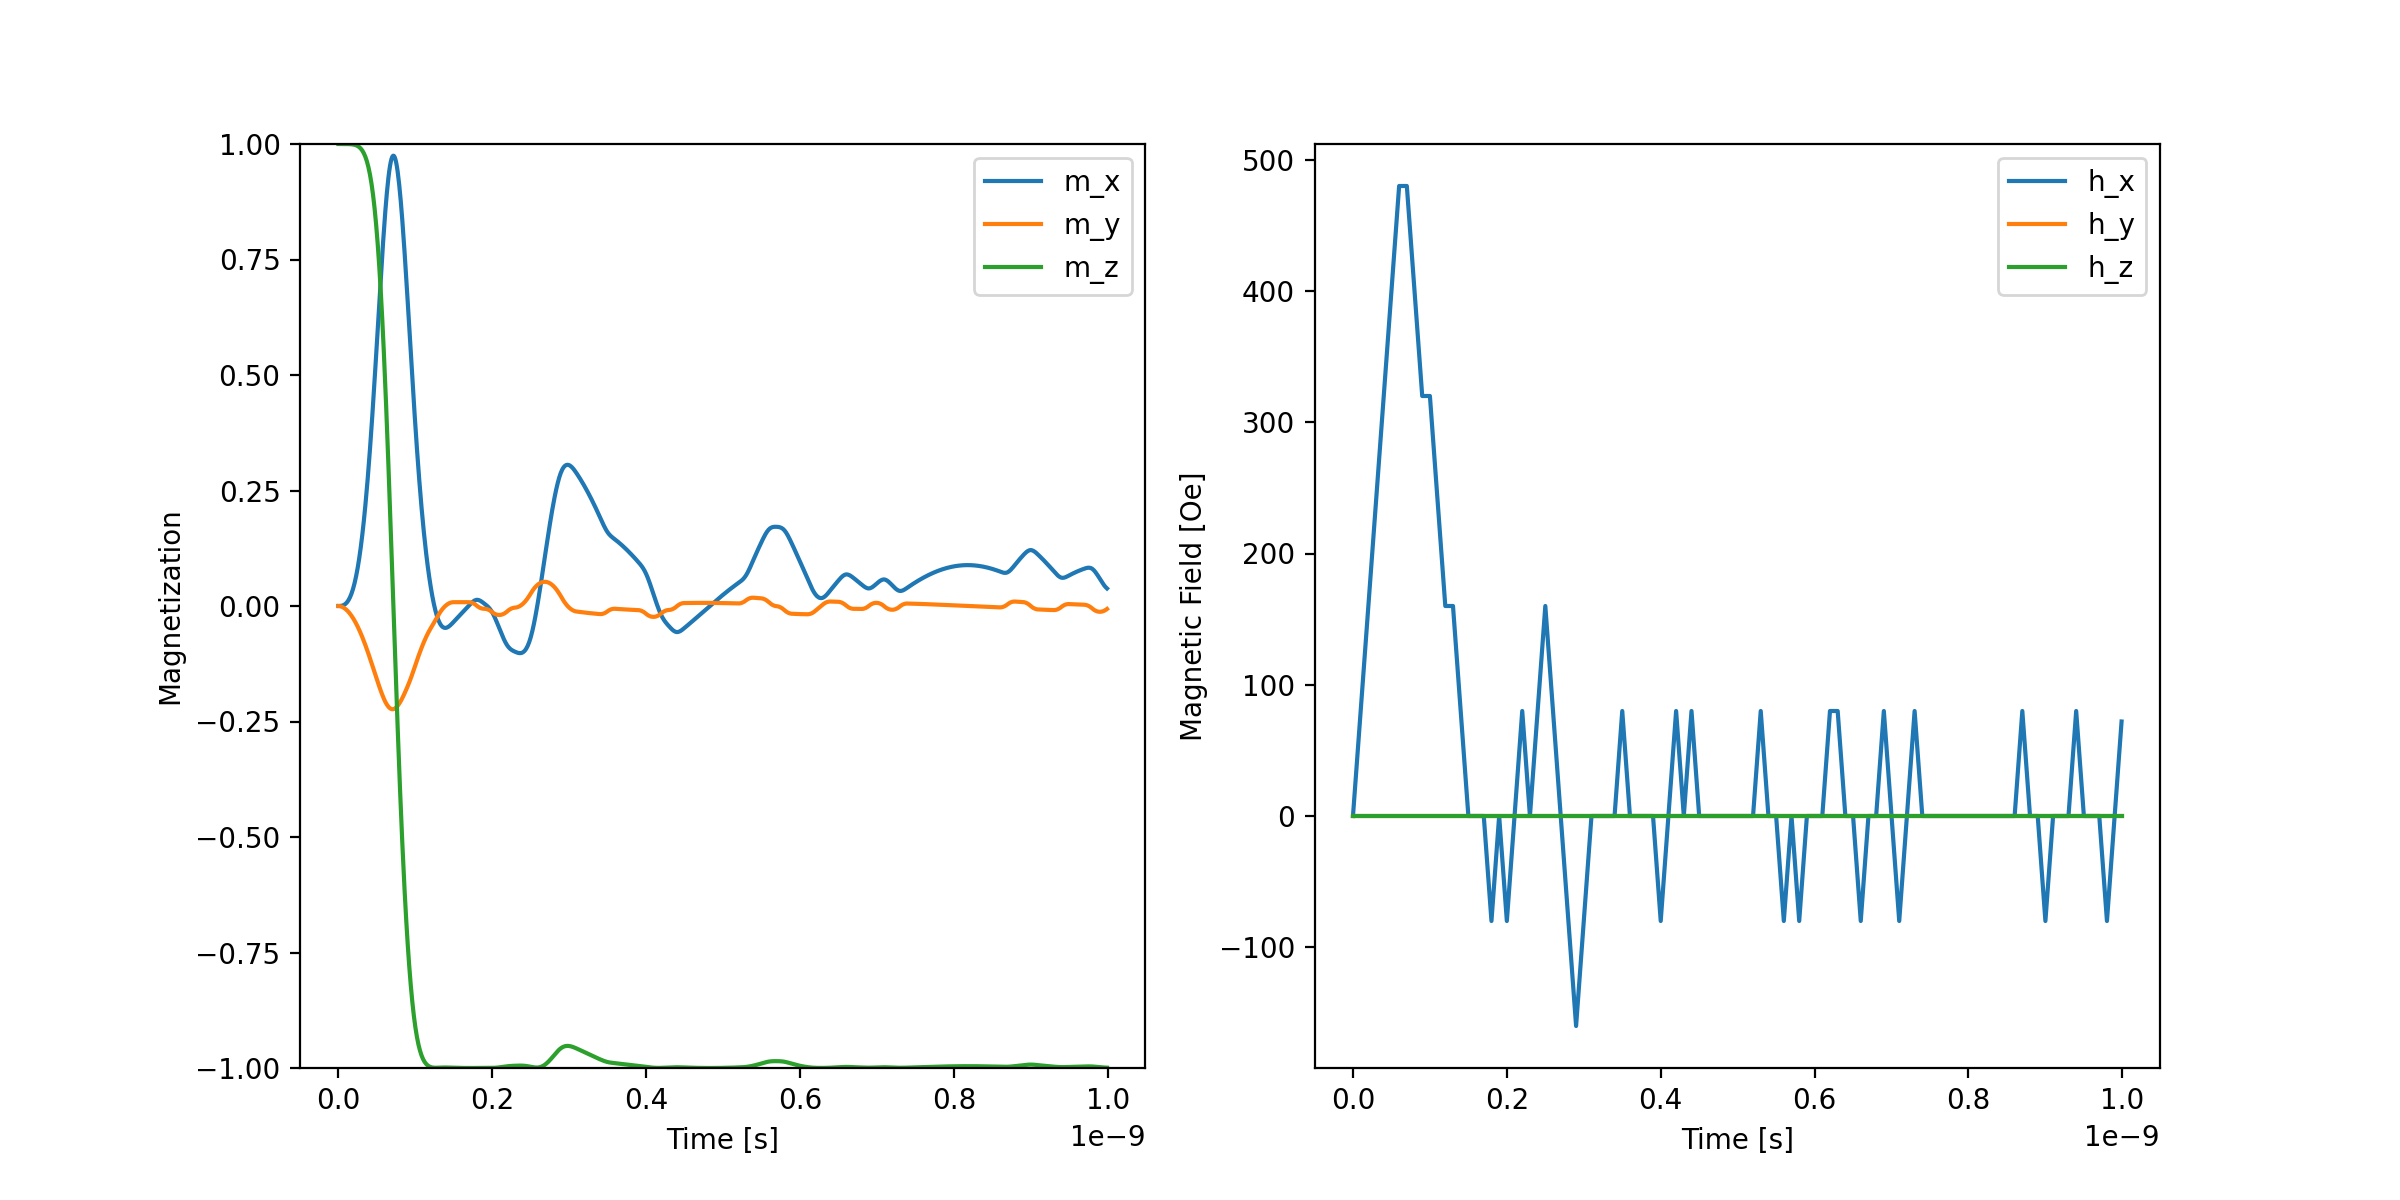 1.00
0.75
0.50
0.25
0.00
−0.25
−0.50
−0.75
−1.00
Magnetization
0.0 0.2 0.4 0.6 0.8 1.0
Time [s]
1e−9
m_x
m_y
m_z
500
400
300
200
100
0
−100
Magnetic Field [Oe]
0.0 0.2 0.4 0.6 0.8 1.0
Time [s]
1e−9
h_x
h_y
h_z